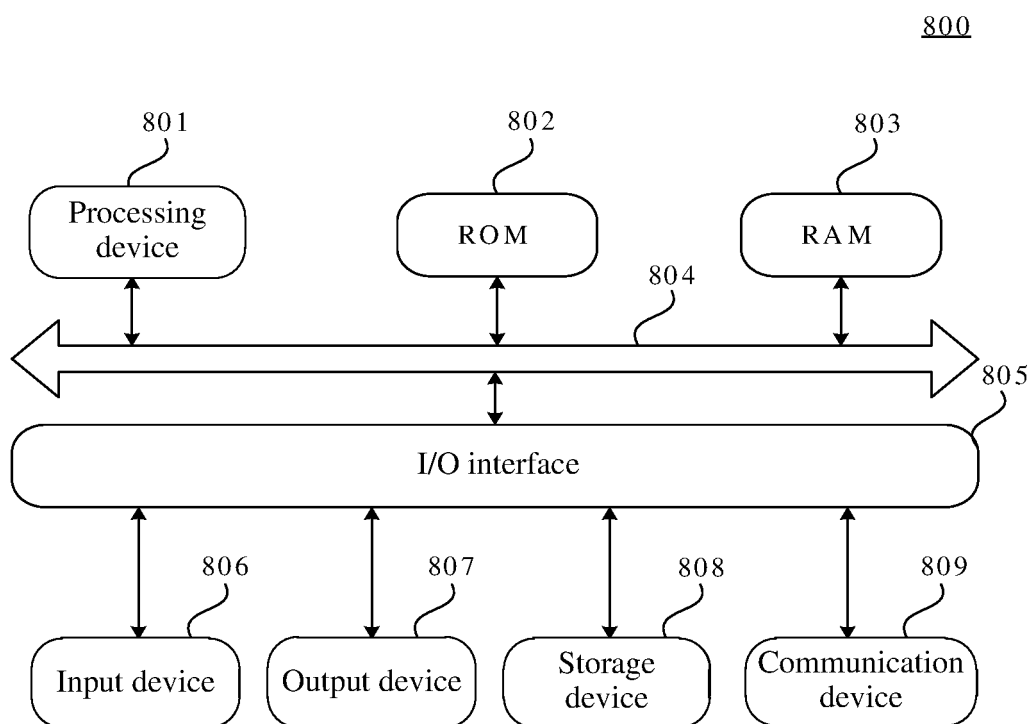 800
801
802
803
Processing
device
ROM
RAM
804
805
I/O interface
806
807
808
809
Input device
Output device
Storage
device
Communication
device